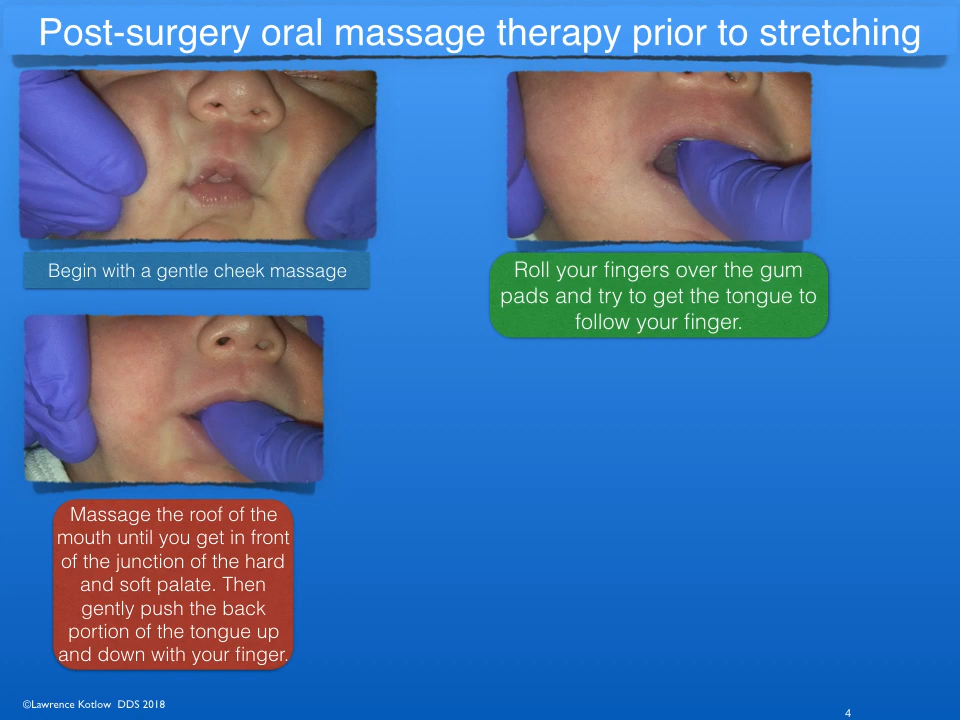 Post-surgery oral massage therapy prior to stretching
Begin with a gentle cheek massage
Roll your fingers over the gum
pads and try to get the tongue to
follow your finger.
Massage the roof of the
mouth until you get in front
of the junction of the hard
and soft palate. Then
gently push the back
portion of the tongue up
and down with your finger.
©Lawrence Kotlow DDS 2018
4